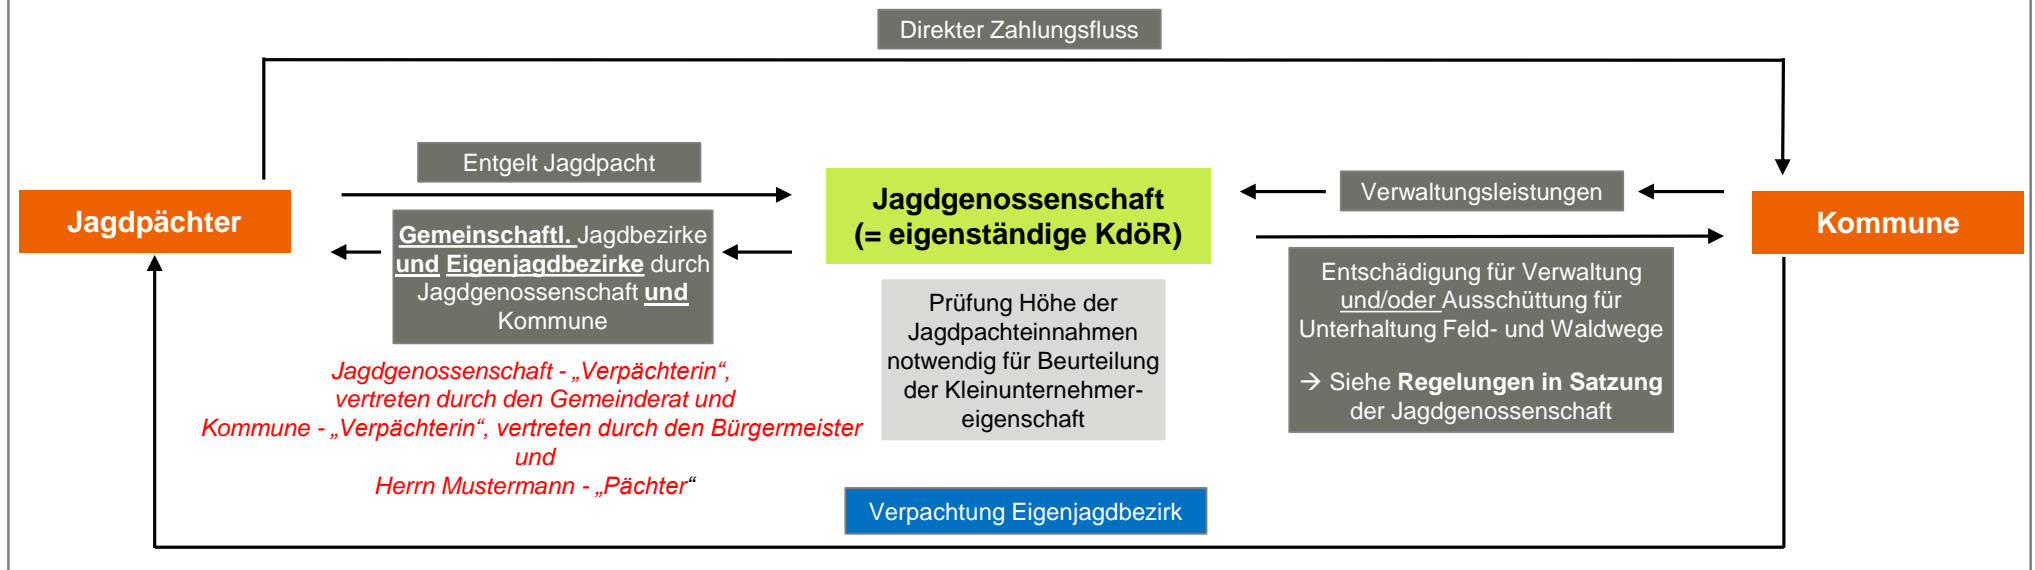 Direkter Zahlungsfluss
Entgelt Jagdpacht
Jagdpächter
Gemeinschaftl. Jagdbezirke
und Eigenjagdbezirke durch
Jagdgenossenschaft und
Kommune
Jagdgenossenschaft - „Verpächterin“,
vertreten durch den Gemeinderat und
Kommune - „Verpächterin“, vertreten durch den Bürgermeister
und
Herrn Mustermann - „Pächter“
Jagdgenossenschaft
(= eigenständige KdöR)
Prüfung Höhe der
Jagdpachteinnahmen
notwendig für Beurteilung
der Kleinunternehmer-
eigenschaft
Verwaltungsleistungen
Kommune
Entschädigung für Verwaltung
und/oder Ausschüttung für
Unterhaltung Feld- und Waldwege
→ Siehe Regelungen in Satzung
der Jagdgenossenschaft
Verpachtung Eigenjagdbezirk